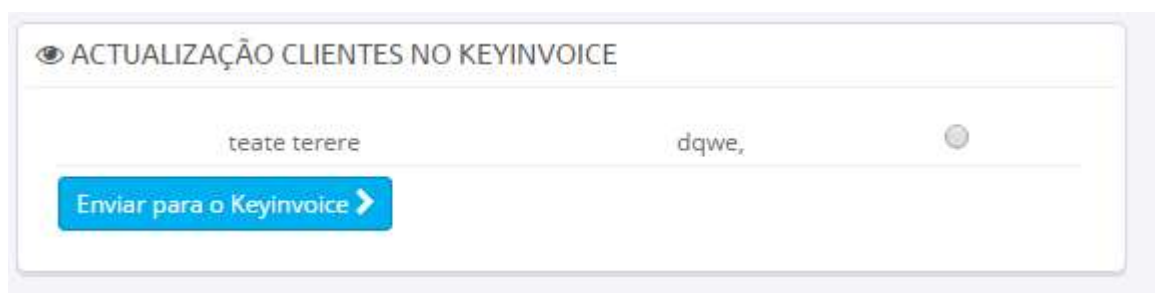 ACTUALIZAÇÃO CLIENTES NO KEYINVOICE
teate terere dqwe,
Enviar para o Keyinvoice